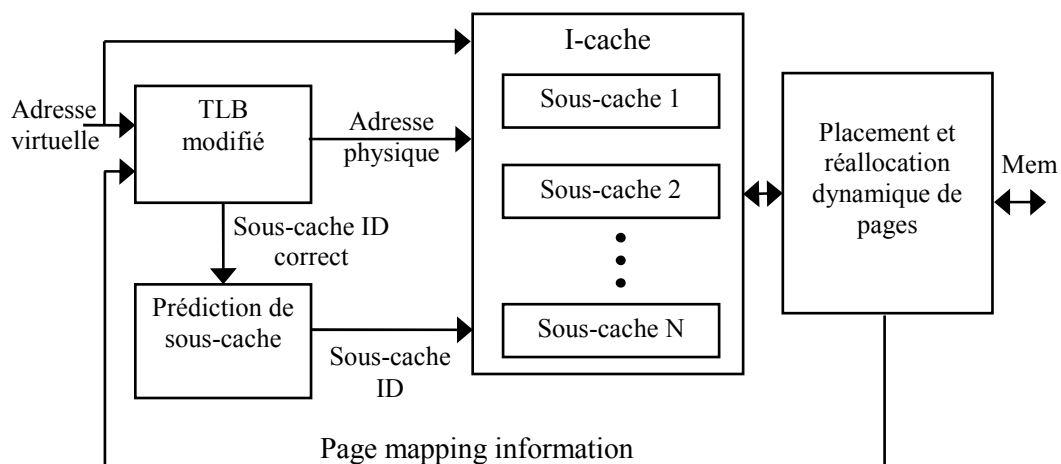 I-cache
Sous-cache 1
Adresse
virtuelle
TLB
modifié
Adresse
physique
Sous-cache 2
Placement et
réallocation
dynamique de
pages
Mem
Sous-cache ID
correct
Prédiction de
sous-cache
Sous-cache
ID
Sous-cache N
Page mapping information